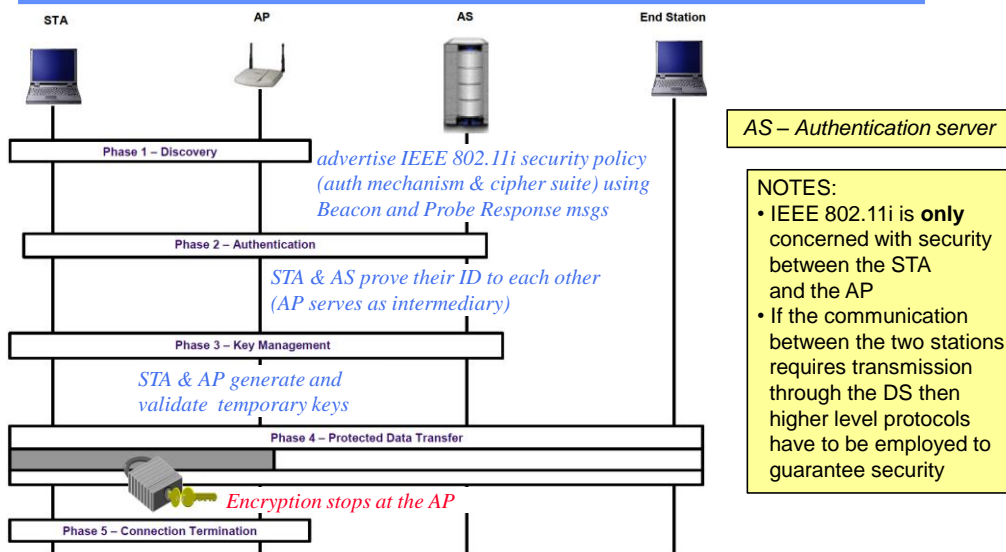 STA
AP
AS
End Station
Phase 1 – Discovery
advertise IEEE 802.11i security policy
(auth mechanism & cipher suite) using
Beacon and Probe Response msgs
Phase 2 – Authentication
STA & AS prove their ID to each other
(AP serves as intermediary)
Phase 3 – Key Management
STA & AP generate and
validate temporary keys
Phase 4 – Protected Data Transfer
Encryption stops at the AP
Phase 5 – Connection Termination
AS – Authentication server
NOTES:
• IEEE 802.11i is only
concerned with security
between the STA
and the AP
• If the communication
between the two stations
requires transmission
through the DS then
higher level protocols
have to be employed to
guarantee security